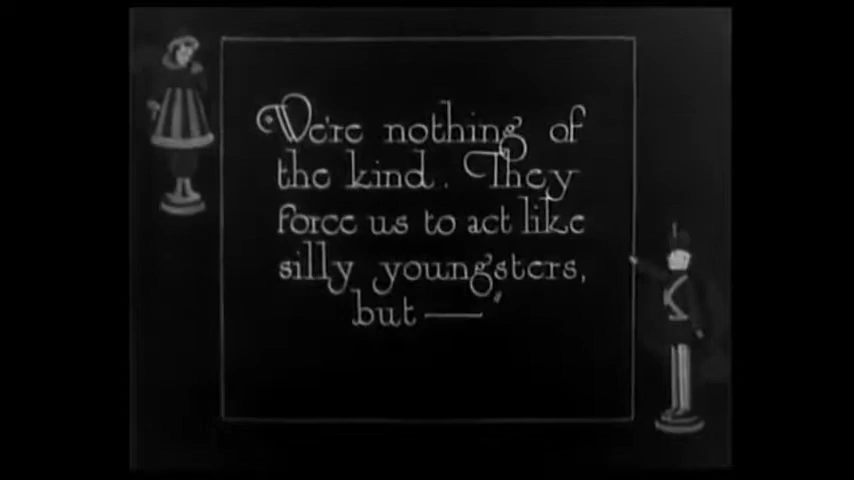 We're nothing of
the kind. They
force us to act like
silly youngsters,
but—"